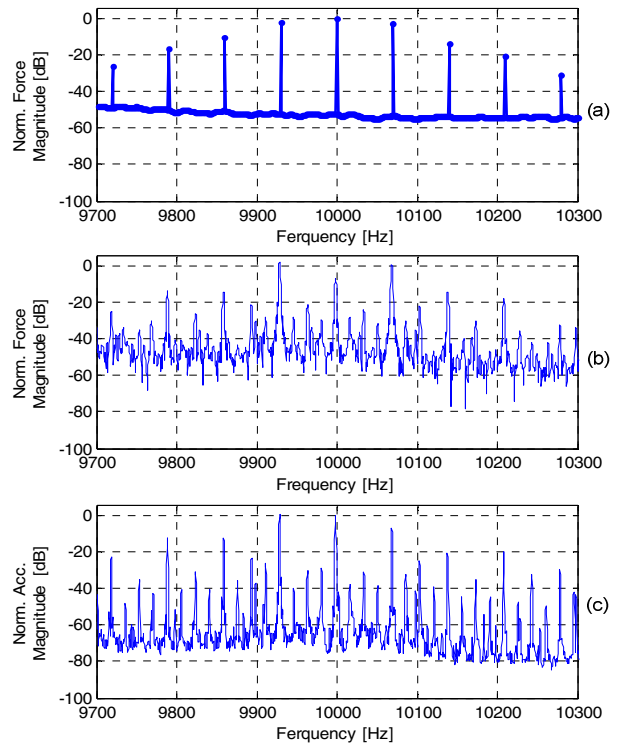 0
-20
-40
-60
-80
-100
9700 9800 9900 10000 10100 10200 10300
Norm. Force
Magnitude [dB]
Ferquency [Hz]
(a)
0
-20
-40
-60
-80
-100
9700 9800 9900 10000 10100 10200 10300
Norm. Force
Magnitude [dB]
Frequency [Hz]
(b)
0
-20
-40
-60
-80
-100
9700 9800 9900 10000 10100 10200 10300
Norm. Acc.
Magnitude [dB]
Ferquency [Hz]
(c)